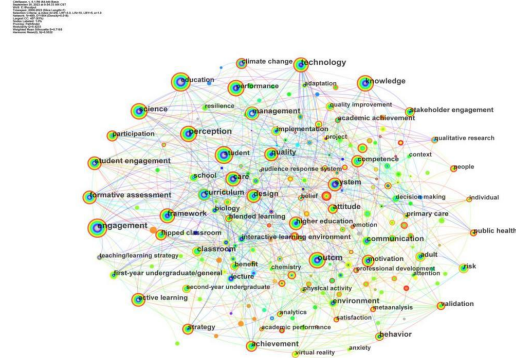 climate change
technology
education
performance
adaptation
knowledge
science
resilience
management
quality improvement
stakeholder engagement
academic achievement
participation
perception
implementation
project
qualitative research
student
quality
competence
context
student engagement
audience response system
people
school
care
system
formative assessment
curriculum
design
belief
decision-making
individual
biology
attitude
framework
blended learning
primary care
flipped classroom
higher education
emotion
public health
interactive learning environment
communication
classroom
benefit
outcm
motivation
adult
teaching/learning strategy
chemistry
professional development
risk
first-year undergraduate/general
lecture
attention
second-year undergraduate
physical activity
environment
active learning
analytics
metaanalysis
validation
satisfaction
strategy
academic performance
behavior
achievement
anxiety
virtual reality